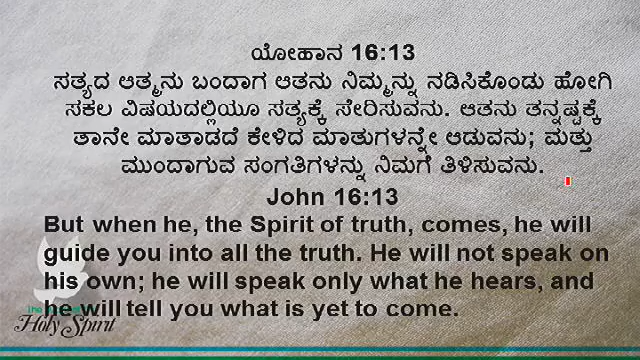 ಯೋಹಾನ 16:13
ಸತ್ಯದ ಆತ್ಮನು ಬಂದಾಗ ಆತನು ನಿಮ್ಮನ್ನು ನಡಿಸಿಕೊಂಡು ಹೋಗಿ
ಸಕಲ ವಿಷಯದಲ್ಲಿಯೂ ಸತ್ಯಕ್ಕೆ ಸೇರಿಸುವನು. ಆತನು ತನ್ನಷ್ಟಕ್ಕೆ
ತಾನೇ ಮಾತಾಡದೆ ಕೇಳಿದ ಮಾತುಗಳನ್ನೇ ಆಡುವನು; ಮತ್ತು
ಮುಂದಾಗುವ ಸಂಗತಿಗಳನ್ನು ನಿಮಗೆ ತಿಳಿಸುವನು.
John 16:13
But when he, the Spirit of truth, comes, he will
guide you into all the truth. He will not speak on
his own; he will speak only what he hears, and
he will tell you what is yet to come.
Holy Spirit